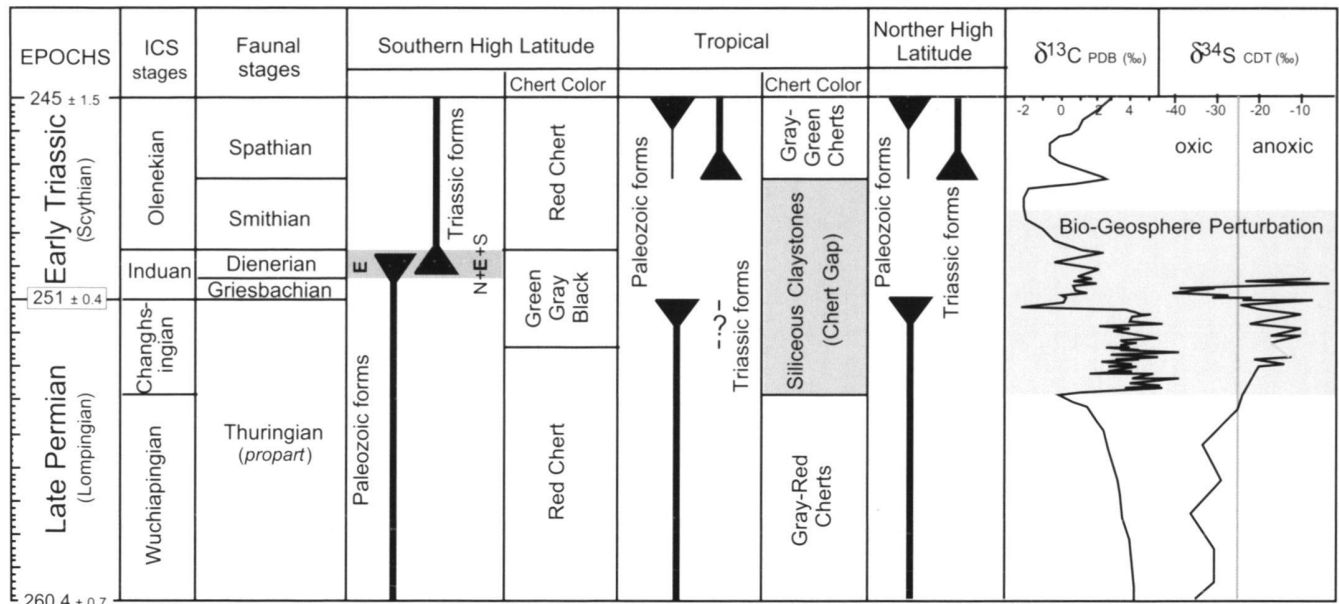 EPOCHS
ICS
stages
Faunal
stages
Southern High Latitude
Chert Color
Tropical
Chert Color
Norther High
Latitude
δ13C PDB (‰)
δ34S CDT (‰)
245 ± 1.5
-2 0 4
-40 -30 -20 -10
oxic
anoxic
Early Triassic
(Scythian)
Olenekian
Spathian
Smithian
Triassic forms
Red Chert
Paleozoic forms
Gray-
Green
Cherts
Paleozoic forms
Triassic forms
Bio-Geosphere Perturbation
Induan
Dienerian
Griesbachian
E
N+E+S
Green
Gray
Black
251 ± 0.4
Late Permian
(Lompingian)
Changhs-
ingian
Wuchiapingian
Thuringian
(propart)
Paleozoic forms
Red Chert
-?-
Triassic forms
Siliceous Claystones
(Chert Gap)
Gray-Red
Cherts
260.4 ± 0.7